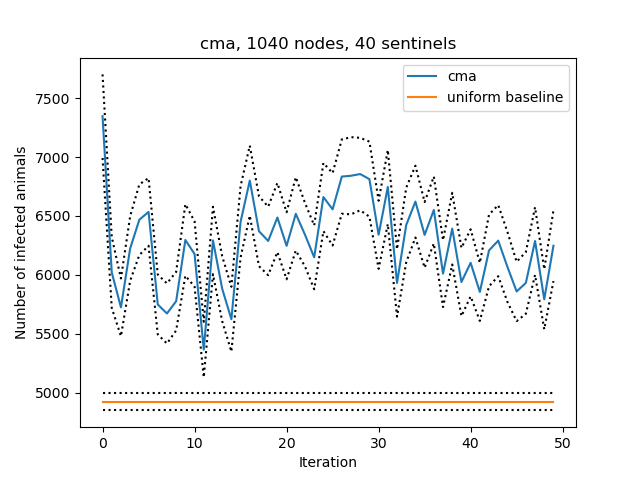 cma, 1040 nodes, 40 sentinels
cma
uniform baseline
Number of infected animals
7500
7000
6500
6000
5500
5000
0 10 20 30 40 50
Iteration